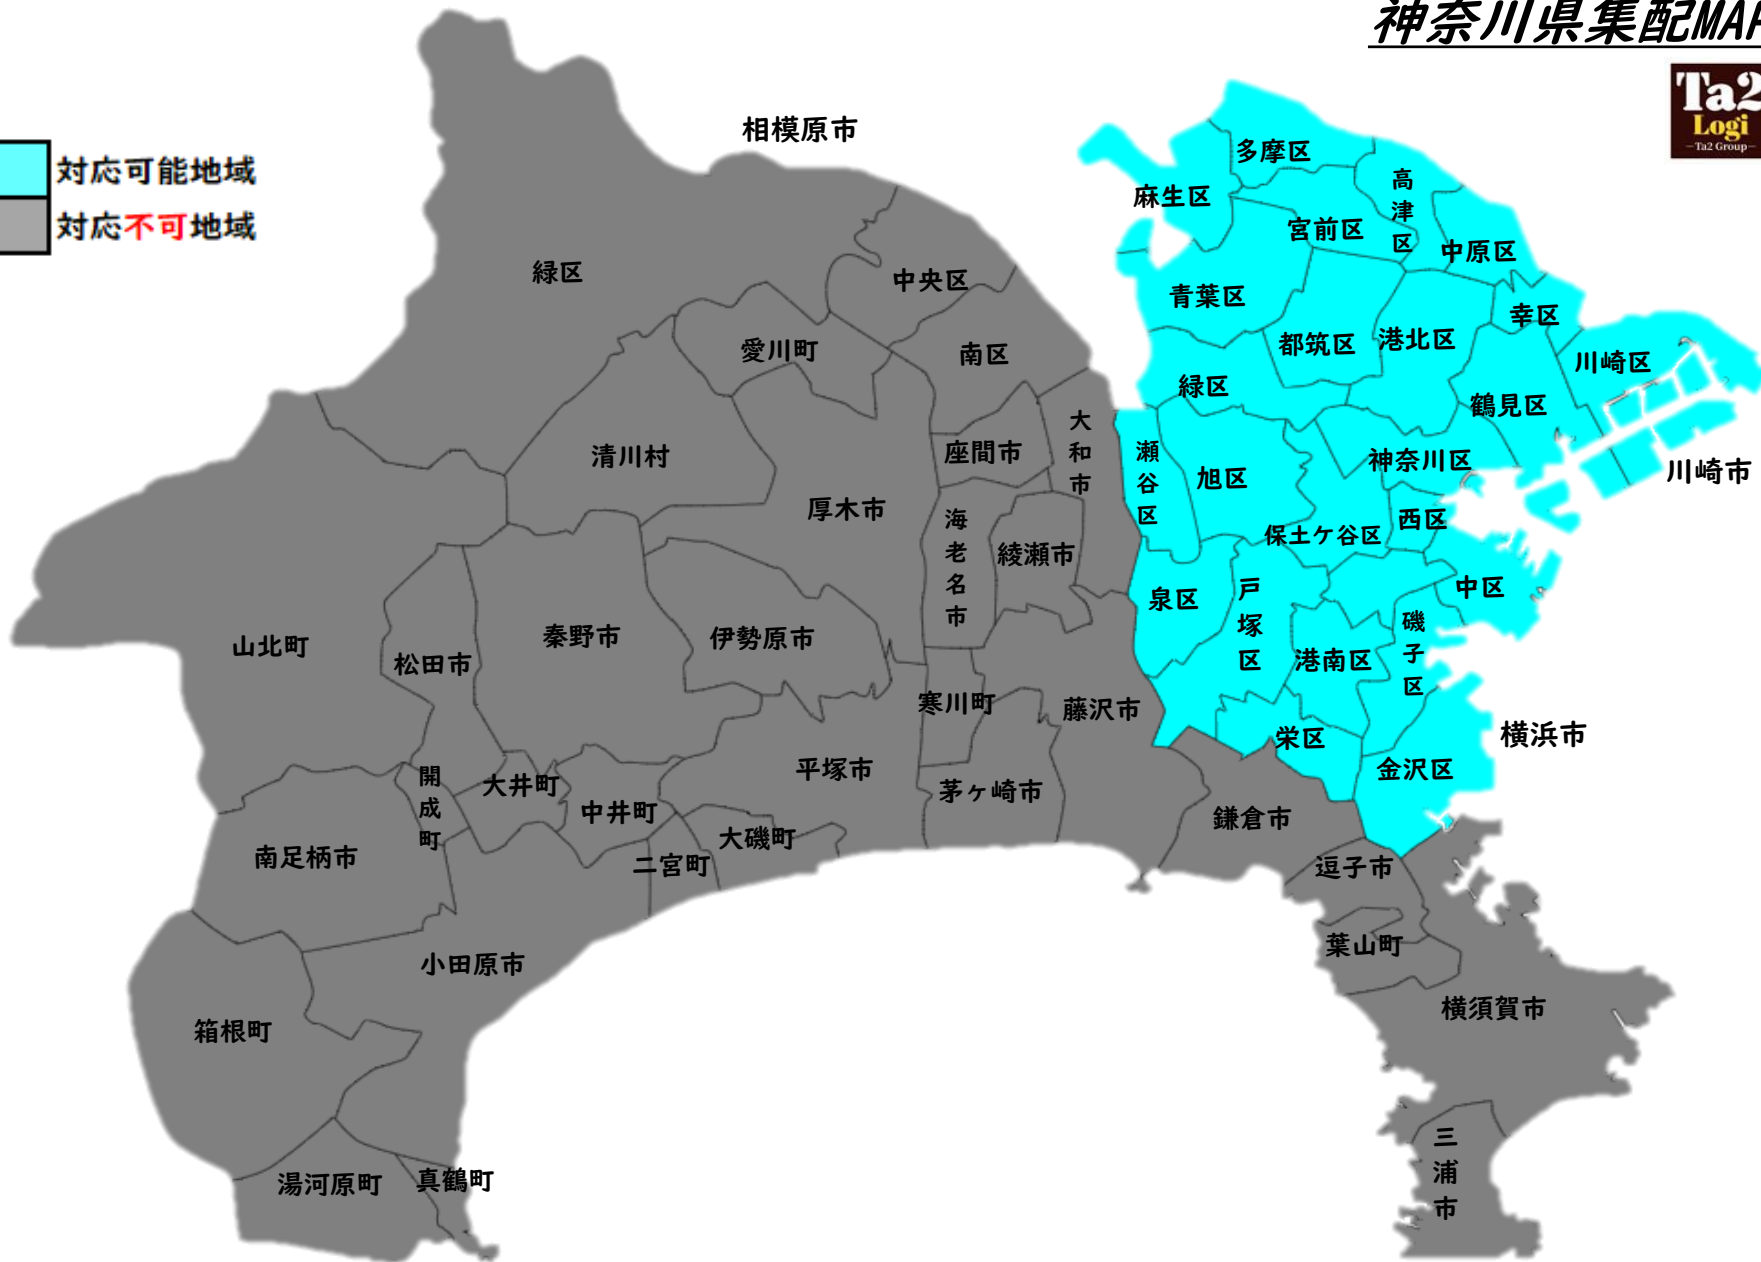 神奈川県集配MAP
Ta2
Logi
-Ta2 Group-
対応可能地域
対応不可地域
相模原市
緑区
中央区
南区
愛川町
清川村
厚木市
座間市
大和市
海老名市
綾瀬市
山北町
松田市
秦野市
伊勢原市
寒川町
藤沢市
開成町
大井町
中井町
平塚市
茅ヶ崎市
南足柄市
二宮町
大磯町
鎌倉市
逗子市
小田原市
葉山町
箱根町
横須賀市
湯河原町
真鶴町
三浦市
多摩区
麻生区
高津区
宮前区
中原区
青葉区
幸区
都筑区
港北区
川崎区
緑区
鶴見区
川崎市
瀬谷区
旭区
神奈川区
保土ケ谷区
西区
泉区
戸塚区
中区
磯子区
港南区
栄区
横浜市
金沢区